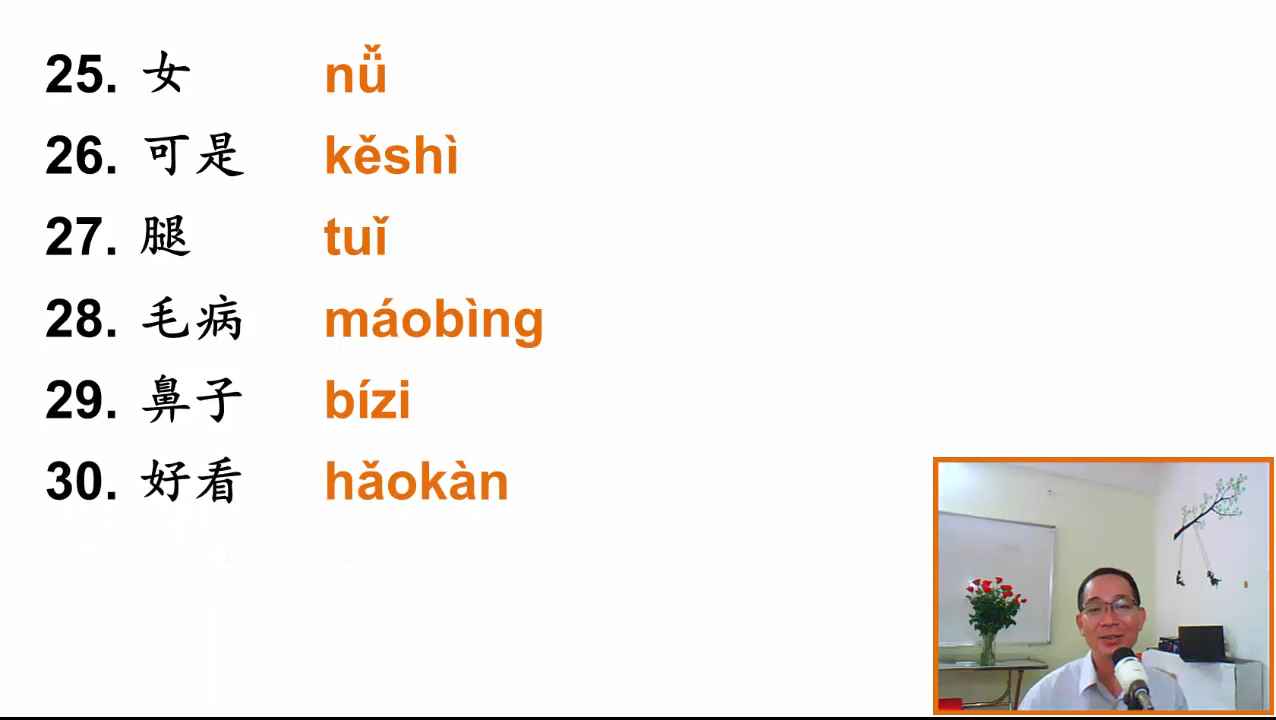 25. 女 nǚ
26. 可是 kěshì
27. 腿 tuǐ
28. 毛病 máobìng
29. 鼻子 bízi
30. 好看 hǎokàn